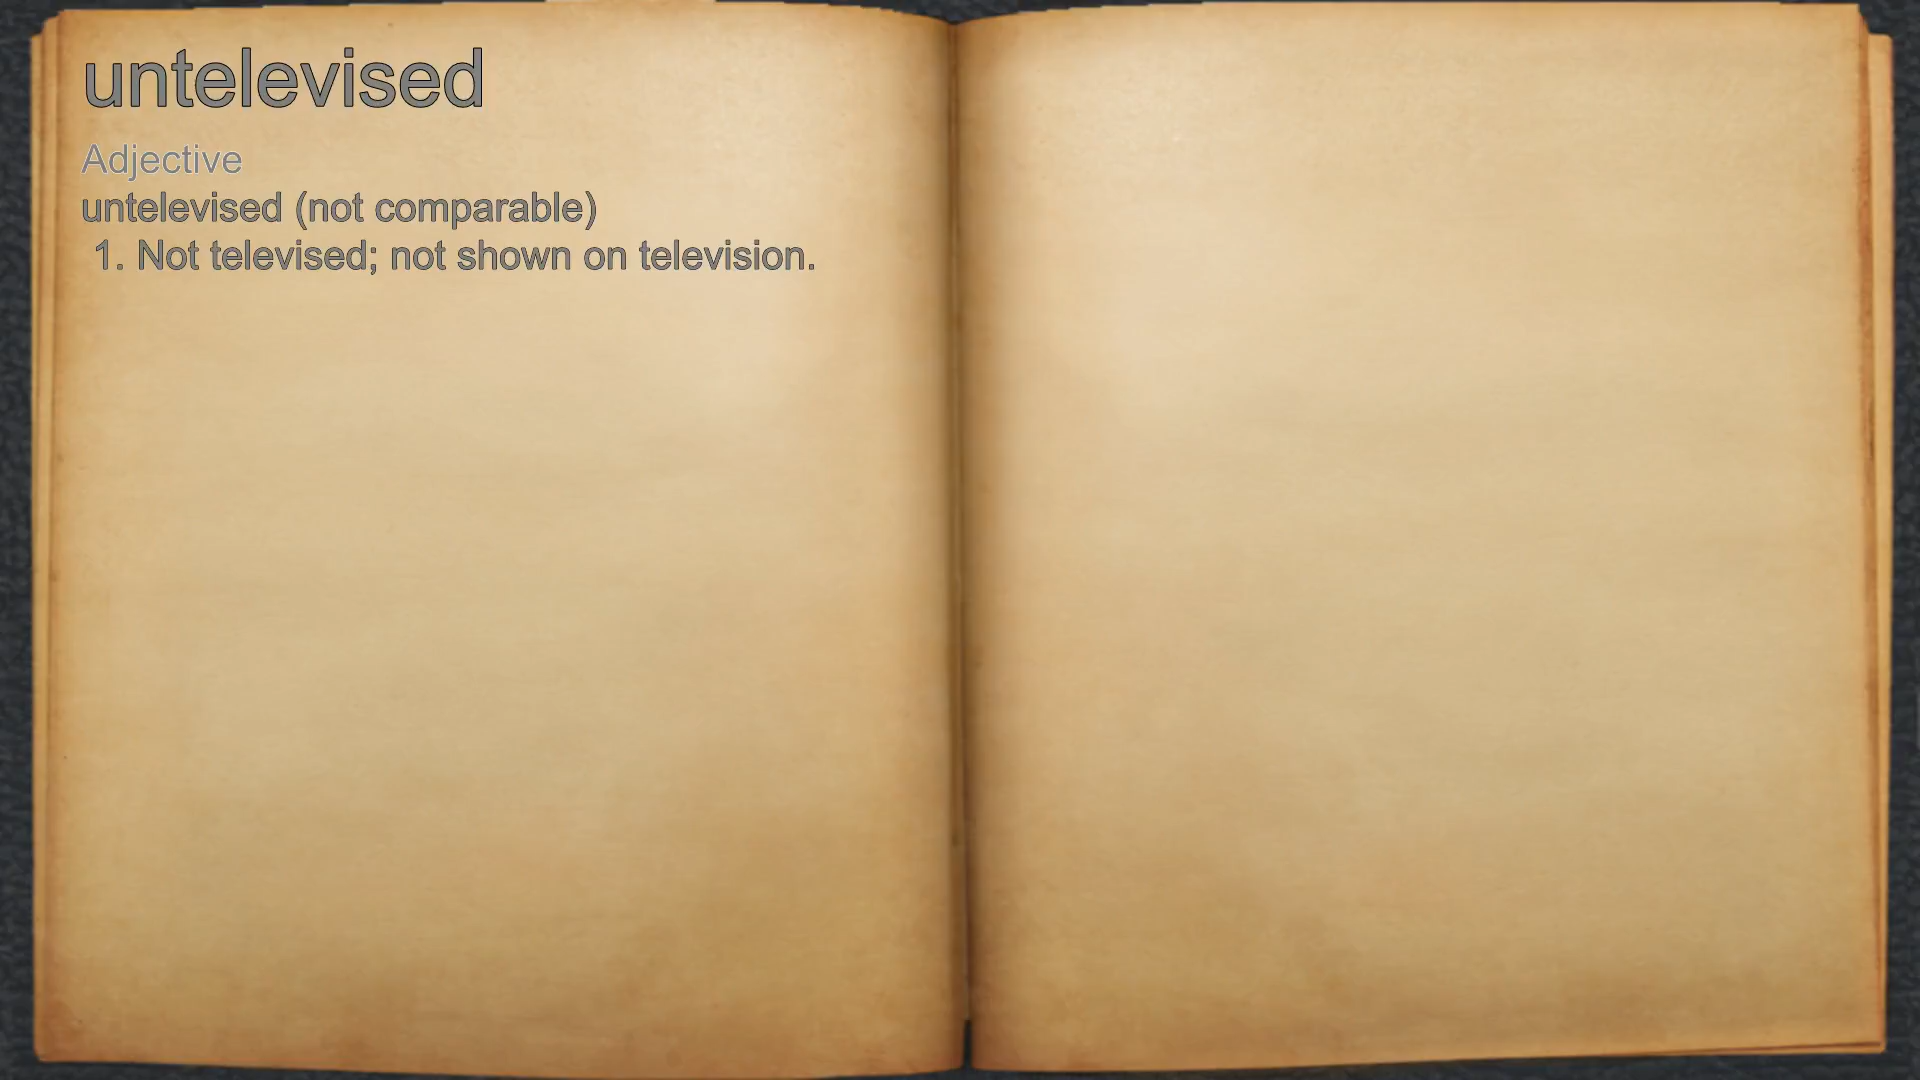 untelevised
Adjective
untelevised (not comparable)
1. Not televised; not shown on television.